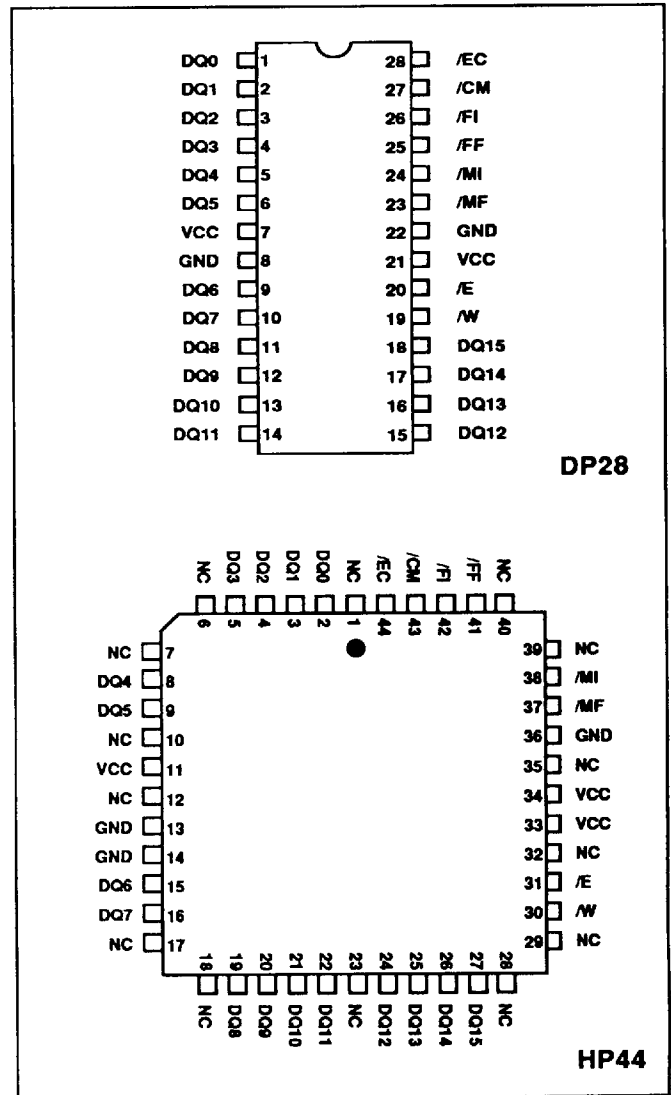 DQ0 1 28 /EC
DQ1 2 27 /CM
DQ2 3 26 /FI
DQ3 4 25 /FF
DQ4 5 24 /MI
DQ5 6 23 /MF
VCC 7 22 GND
GND 8 21 VCC
DQ6 9 20 /E
DQ7 10 19 /W
DQ8 11 18 DQ15
DQ9 12 17 DQ14
DQ10 13 16 DQ13
DQ11 14 15 DQ12
DP28
NC DQ3 DQ2 DQ1 DQ0 NC /EC /CM /FI /FF NC
6 5 4 3 2 1 44 43 42 41 40
NC 7 39 NC
DQ4 8 38 /MI
DQ5 9 37 /MF
NC 10 36 GND
VCC 11 35 NC
NC 12 34 VCC
GND 13 33 VCC
GND 14 32 NC
DQ6 15 31 /E
DQ7 16 30 /W
NC 17 29 NC
18 19 20 21 22 23 24 25 26 27 28
NC DQ8 DQ9 DQ10 DQ11 NC DQ12 DQ13 DQ14 DQ15 NC
HP44